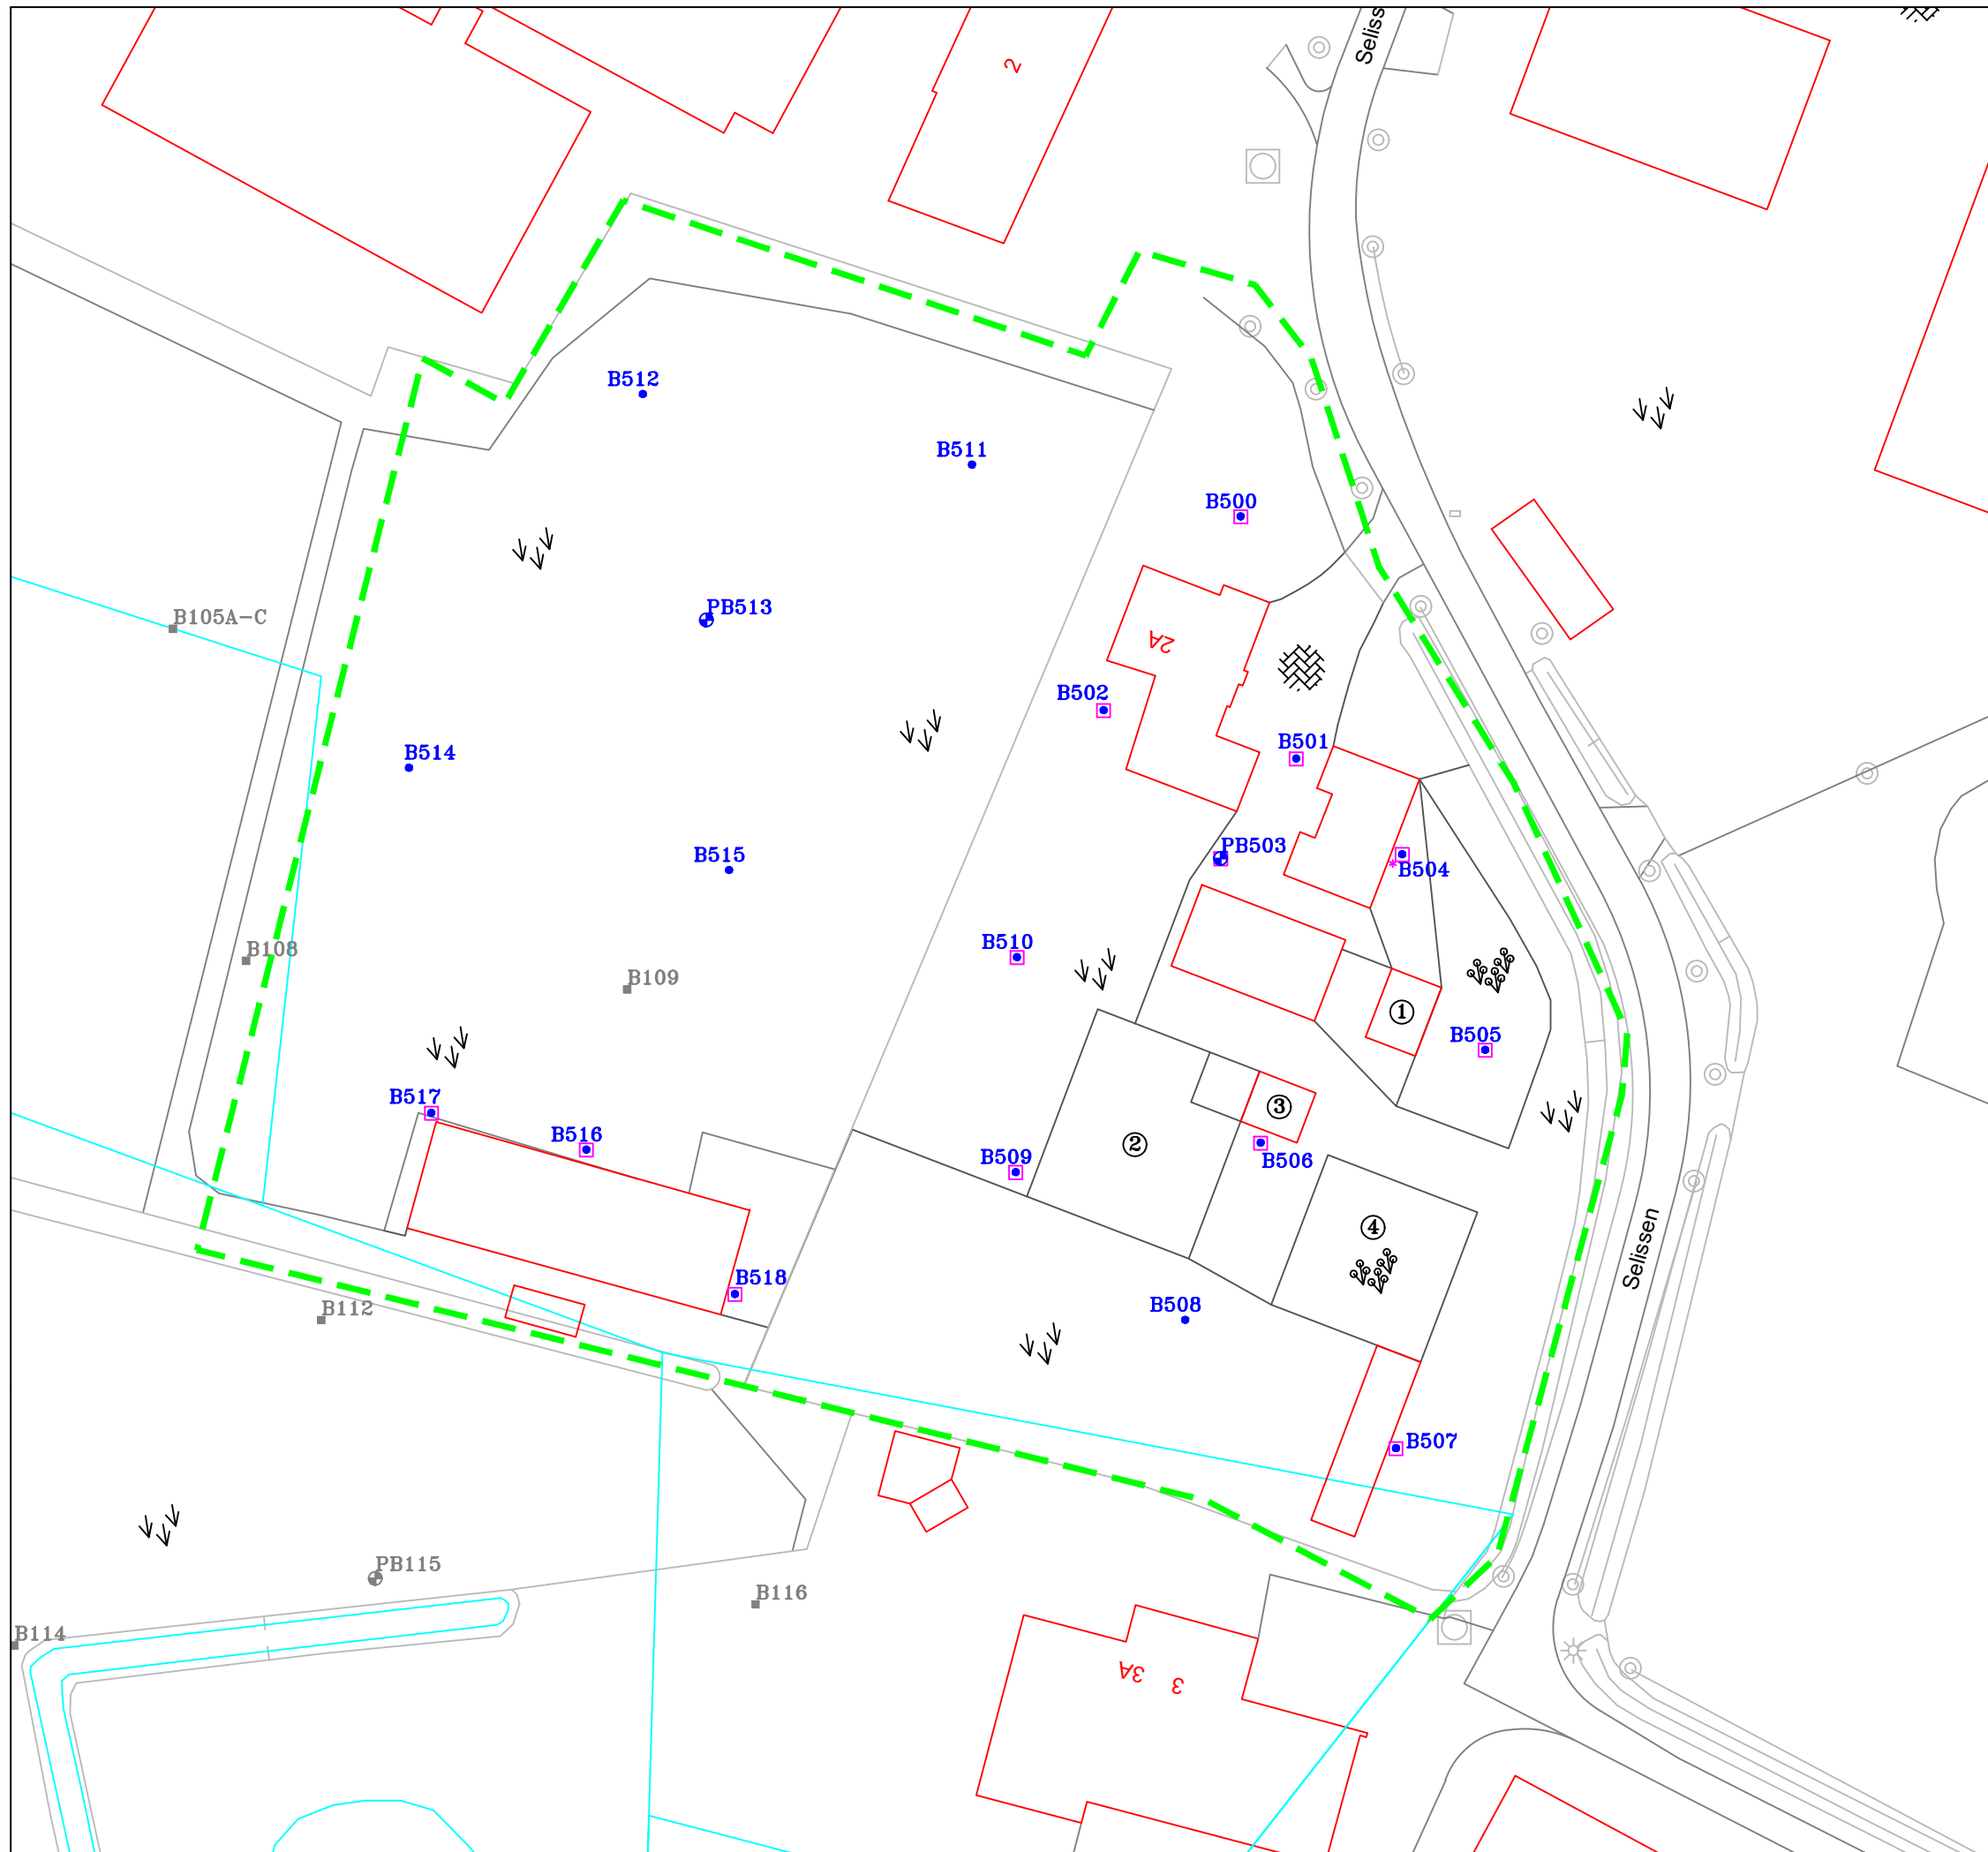 Seliss
2
B512
B511
B500
PB513
B105A-C
2A
B502
B514
B501
PB503
B515
B504
B510
B108
B109
①
B505
B517
③
B516
②
B509
B506
④
Selissen
B518
B112
B508
B507
PB115
B116
B114
3A
3